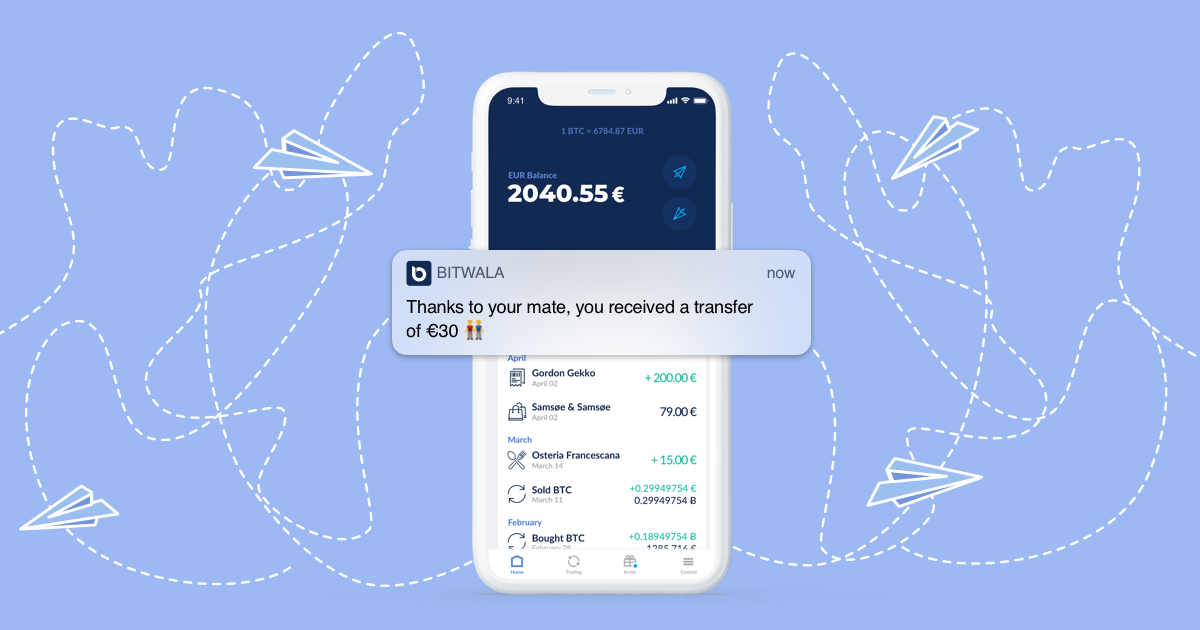 9:41
1 BTC = 6784.87 EUR
EUR Balance
2040.55 €
BITWALA
now
Thanks to your mate, you received a transfer
of €30 👬
April
Gordon Gekko
+ 200.00 €
April 02
Samsøe & Samsøe
79.00 €
April 02
March
Osteria Francescana
+ 15.00 €
March 14
Sold BTC
+0.29949754 €
March 11
0.29949754 B
February
Bought BTC
+0.18949754 B
February 28
1285.716 €
Home
Trading
Invite
Control